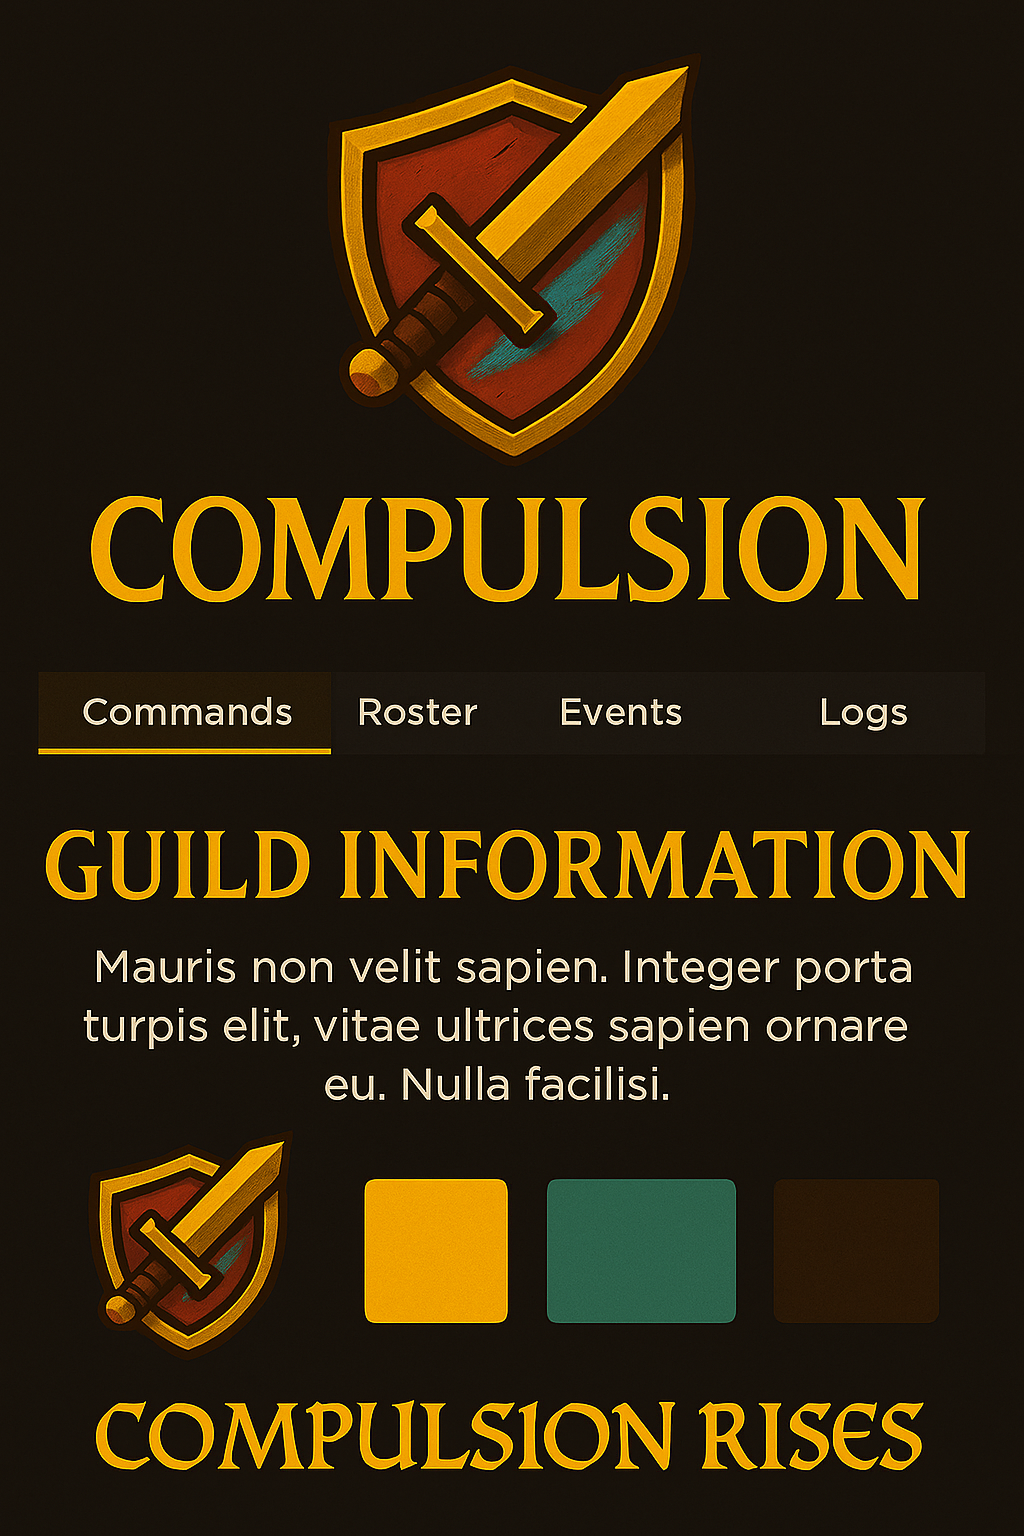 COMPULSION
Commands Roster Events Logs
GUILD INFORMATION
Mauris non velit sapien. Integer porta
turpis elit, vitae ultrices sapien ornare
eu. Nulla facilisi.
COMPULSION RISES